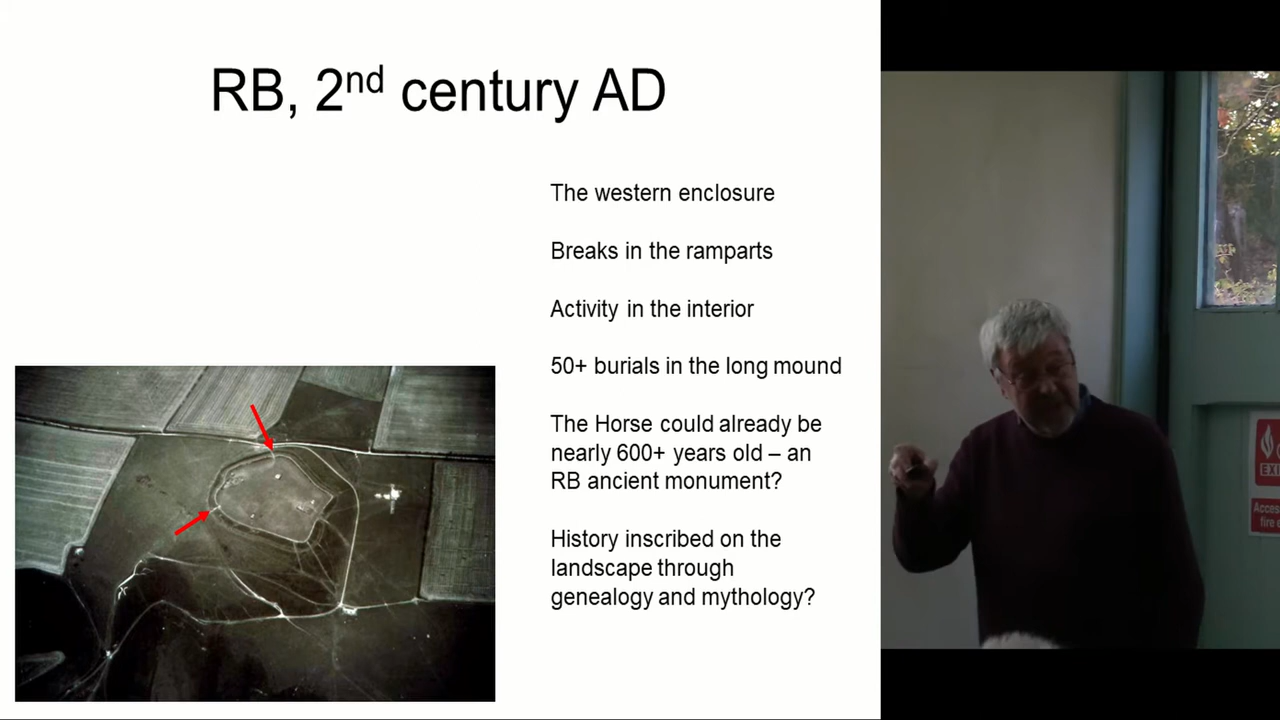 RB, 2nd century AD
The western enclosure
Breaks in the ramparts
Activity in the interior
50+ burials in the long mound
The Horse could already be
nearly 600+ years old – an
RB ancient monument?
History inscribed on the
landscape through
genealogy and mythology?
fire